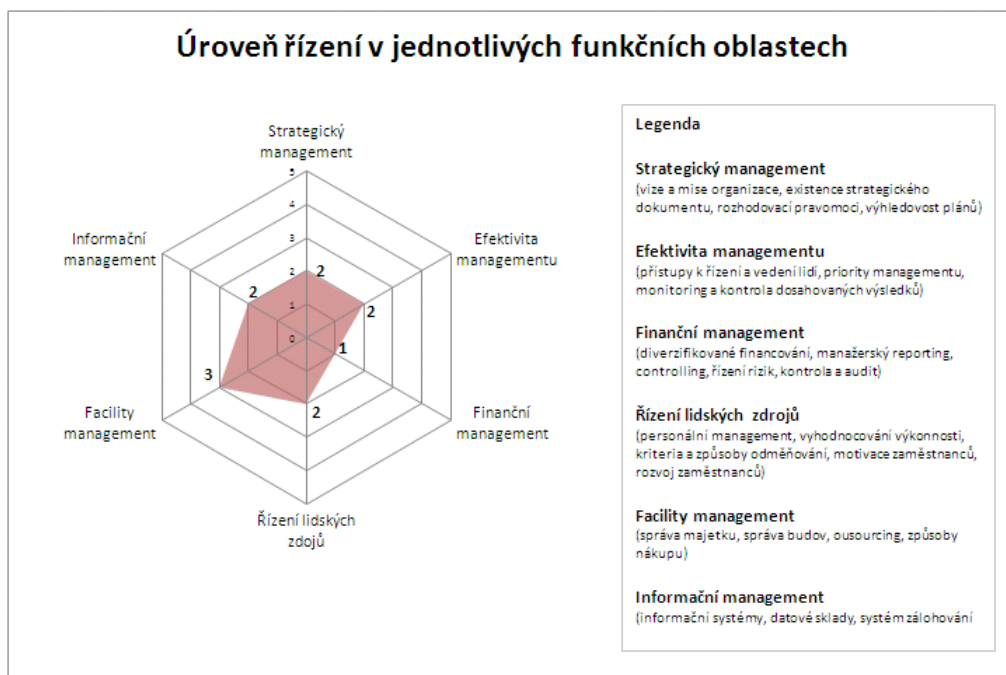 Úroveň řízení v jednotlivých funkčních oblastech
Strategický
management
5
4
3
2
1
0
2
2
1
2
3
2
Efektivita
managementu
Finanční
management
Řízení lidských
zdojů
Facility
management
Informační
management
Legenda
Strategický management
(vize a mise organizace, existence strategického
dokumentu, rozhodovací pravomoci, výhledovost plánů)
Efektivita managementu
(přístupy k řízení a vedení lidí, priority managementu,
monitoring a kontrola dosahovaných výsledků)
Finanční management
(diverzifikované financování, manažerský reporting,
controlling, řízení rizik, kontrola a audit)
Řízení lidských zdrojů
(personální management, vyhodnocování výkonnosti,
kriteria a způsoby odměňování, motivace zaměstnanců,
rozvoj zaměstnanců)
Facility management
(správa majetku, správa budov, ousourcing, způsoby
nákupu)
Informační management
(informační systémy, datové sklady, systém zálohování